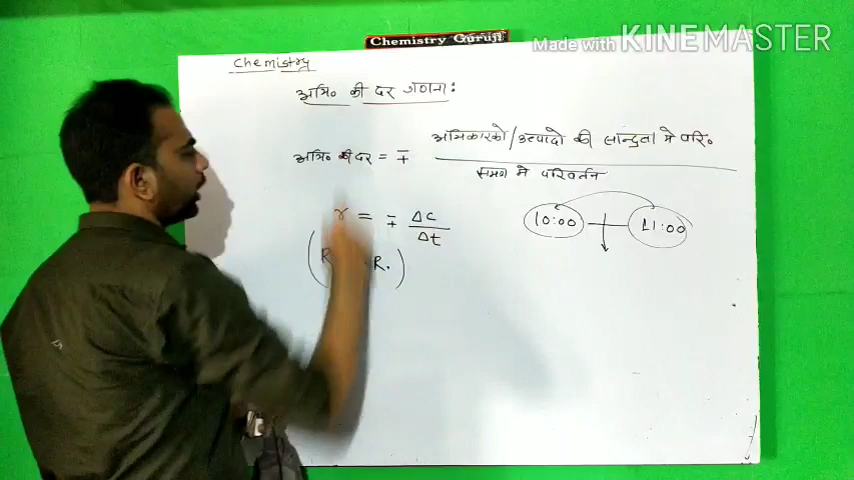 Chemistry Guruji
Made with KINEMASTER
Chemistry
अभि० की दर गणना:
अभिकारको/उत्पादो की सान्द्रता मे परि०
अभि० की दर = ∓
समय मे परिवर्तन
r = ∓ Δc
Δt
10:00 11:00
(R R.)